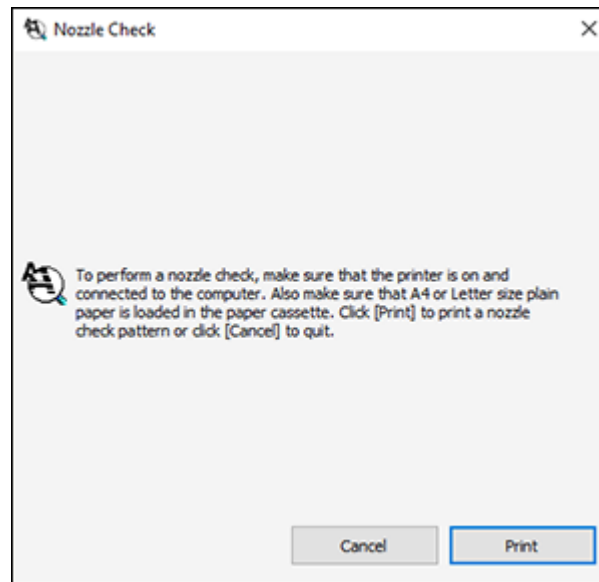 Nozzle Check
To perform a nozzle check, make sure that the printer is on and
connected to the computer. Also make sure that A4 or Letter size plain
paper is loaded in the paper cassette. Click [Print] to print a nozzle
check pattern or click [Cancel] to quit.
Cancel
Print